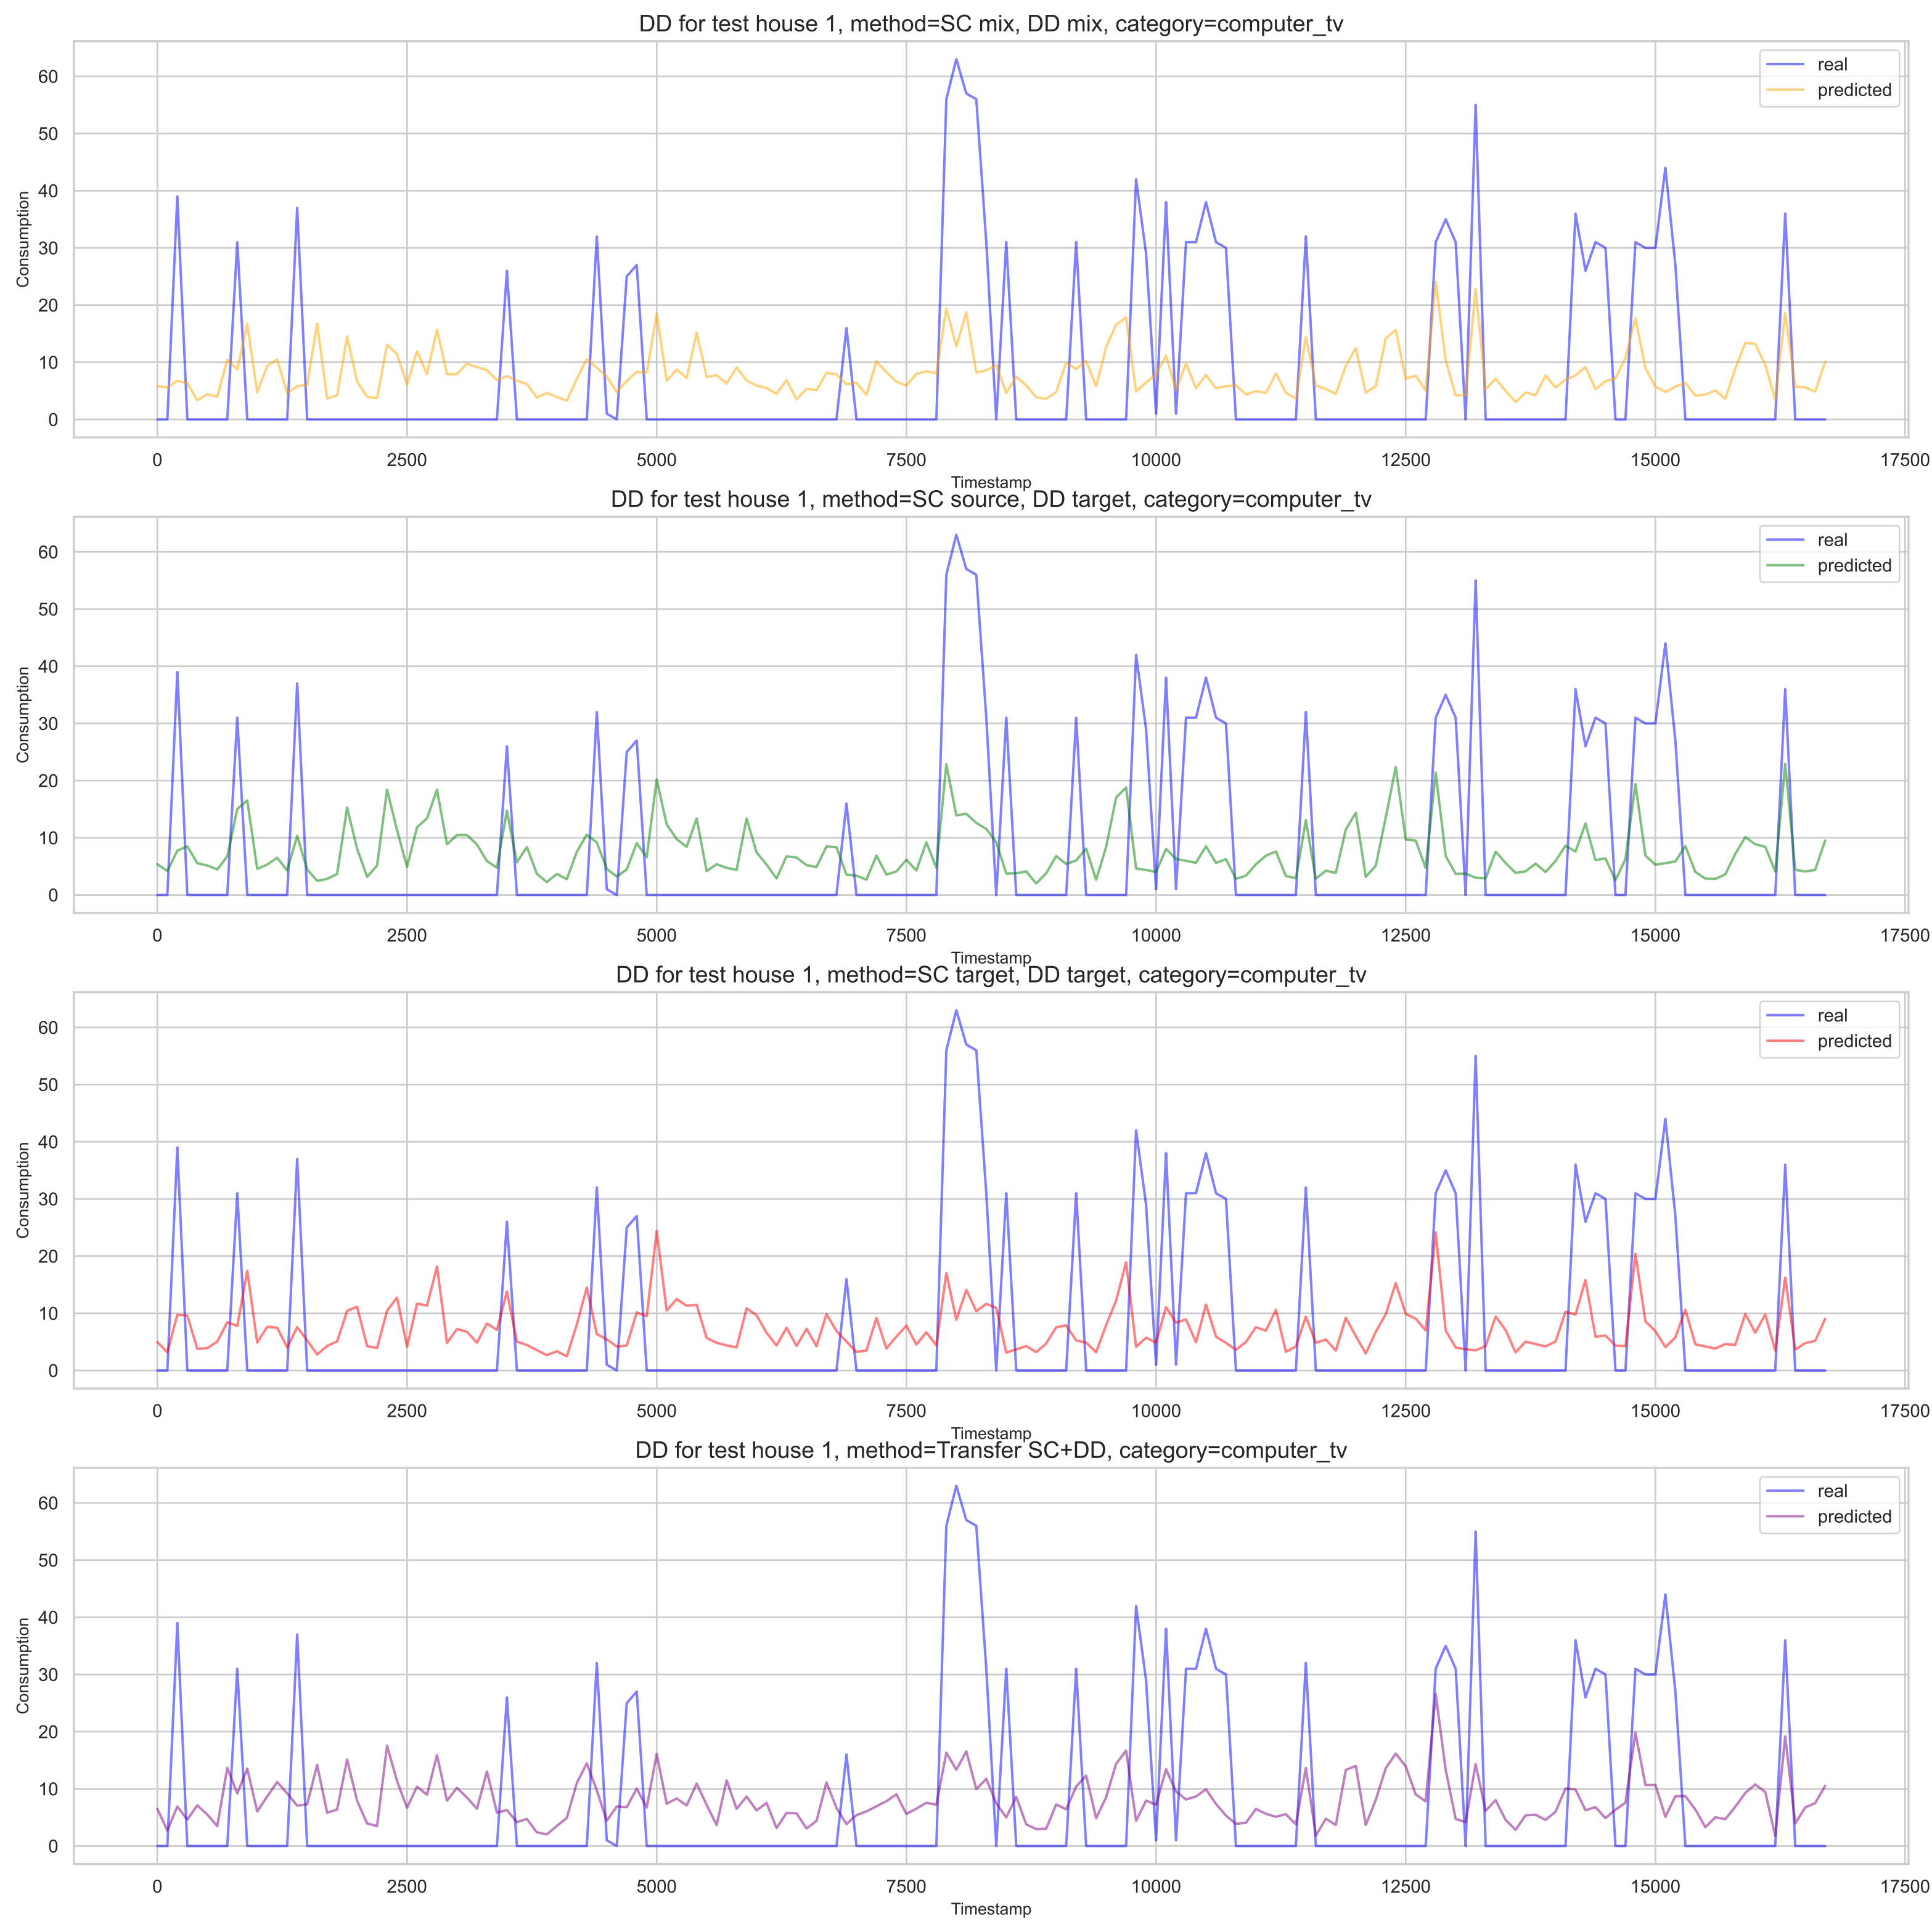 DD for test house 1, method=SC mix, DD mix, category=computer_tv
real
predicted
60
50
40
30
20
10
0
Consumption
0 2500 5000 7500 10000 12500 15000 17500
Timestamp
DD for test house 1, method=SC source, DD target, category=computer_tv
real
predicted
60
50
40
30
20
10
0
Consumption
0 2500 5000 7500 10000 12500 15000 17500
Timestamp
DD for test house 1, method=SC target, DD target, category=computer_tv
real
predicted
60
50
40
30
20
10
0
Consumption
0 2500 5000 7500 10000 12500 15000 17500
Timestamp
DD for test house 1, method=Transfer SC+DD, category=computer_tv
real
predicted
60
50
40
30
20
10
0
Consumption
0 2500 5000 7500 10000 12500 15000 17500
Timestamp